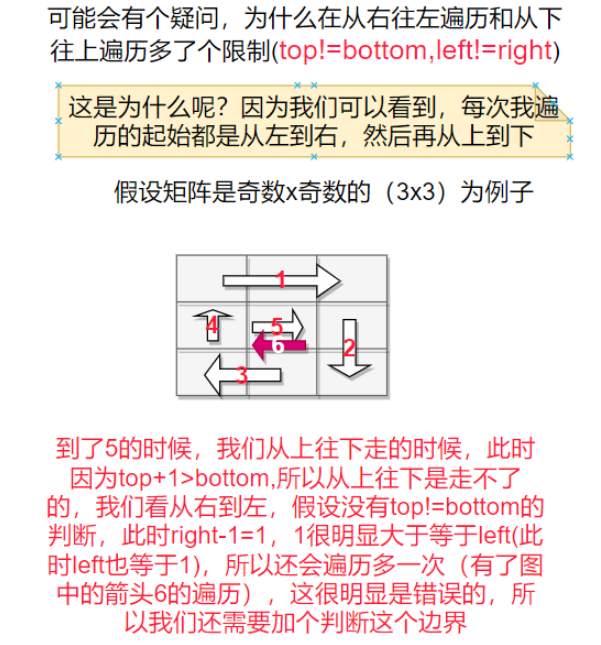 可能会有个疑问，为什么在从右往左遍历和从下
往上遍历多了个限制(top!=bottom,left!=right)
这是为什么呢？因为我们可以看到，每次我遍
历的起始都是从左到右，然后再从上到下
假设矩阵是奇数x奇数的（3x3）为例子
1
4
5
6
2
3
到了5的时候，我们从上往下走的时候，此时
因为top+1>bottom,所以从上往下是走不了
的，我们看从右到左，假设没有top!=bottom的
判断，此时right-1=1，1很明显大于等于left(此
时left也等于1)，所以还会遍历多一次（有了图
中的箭头6的遍历），这很明显是错误的，所
以我们还需要加个判断这个边界